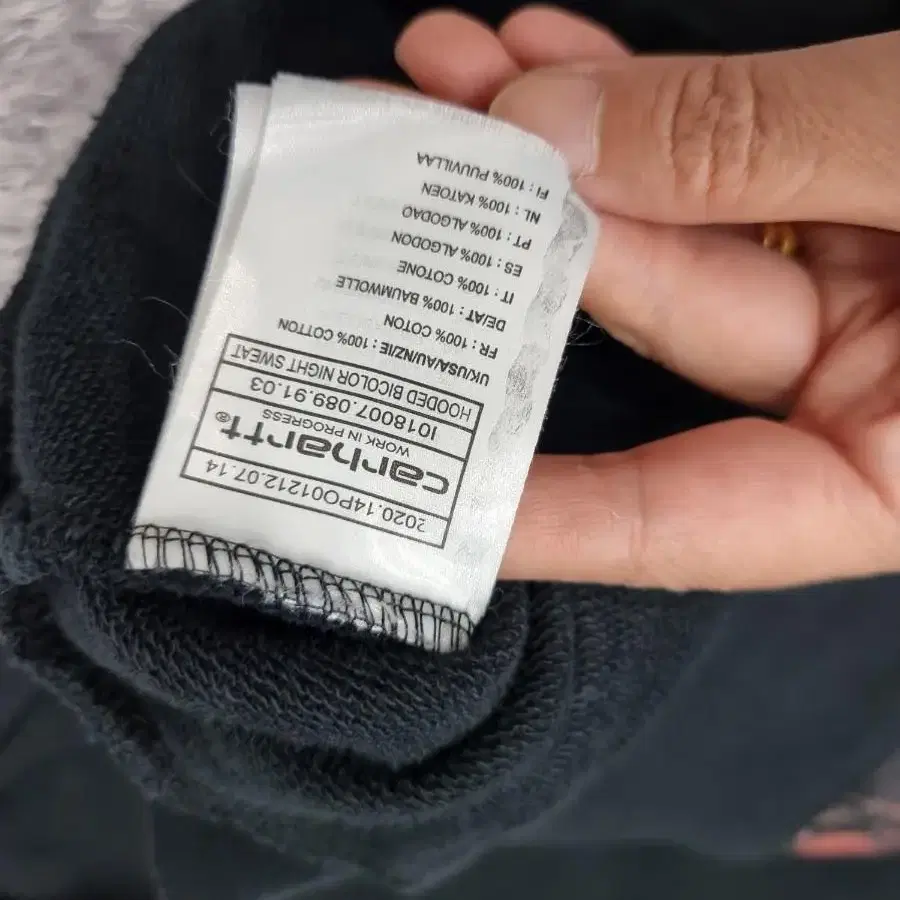 2020.14PO01212.07.14
carhartt®
WORK IN PROGRESS
I018007.089.91.03
HOODED BICOLOR NIGHT SWEAT
UK/USA/AU/NZ/IE : 100% COTTON
FR : 100% COTON
DE/AT : 100% BAUMWOLLE
IT : 100% COTONE
ES : 100% ALGODON
PT : 100% ALGODAO
NL : 100% KATOEN
FI : 100% PUUVILLAA